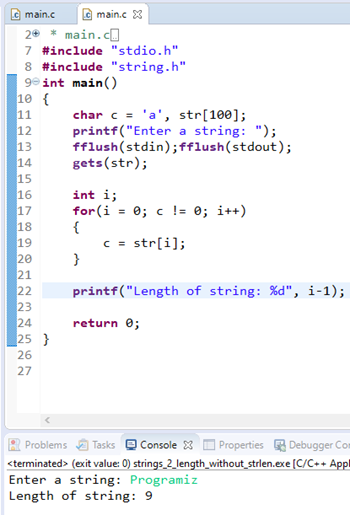 main.c main.c
2 * main.c
7 #include "stdio.h"
8 #include "string.h"
9 int main()
10 {
11 char c = 'a', str[100];
12 printf("Enter a string: ");
13 fflush(stdin);fflush(stdout);
14 gets(str);
15
16 int i;
17 for(i = 0; c != 0; i++)
18 {
19 c = str[i];
20 }
21
22 printf("Length of string: %d", i-1);
23
24 return 0;
25 }
26
27
Problems Tasks Console Properties Debugger Con
<terminated> (exit value: 0) strings_2_length_without_strlen.exe [C/C++ Appl
Enter a string: Programiz
Length of string: 9